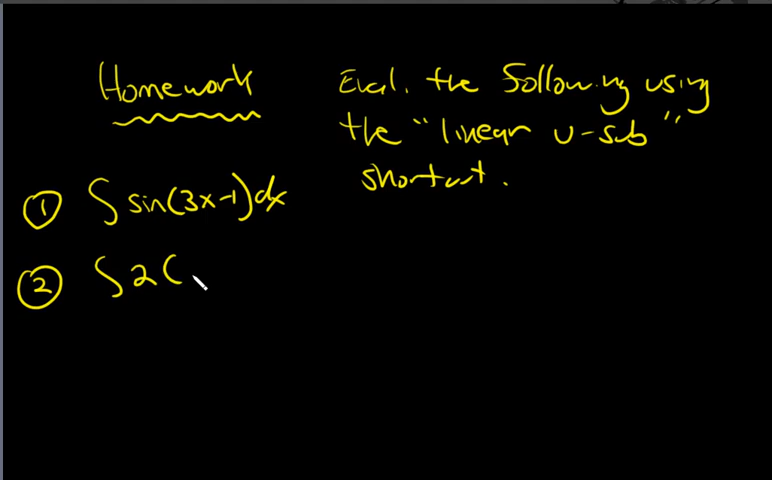 Homework
Eval. the following using
the "linear u-sub"
shortcut.
① ∫ sin(3x-1)dx
② ∫ 2(